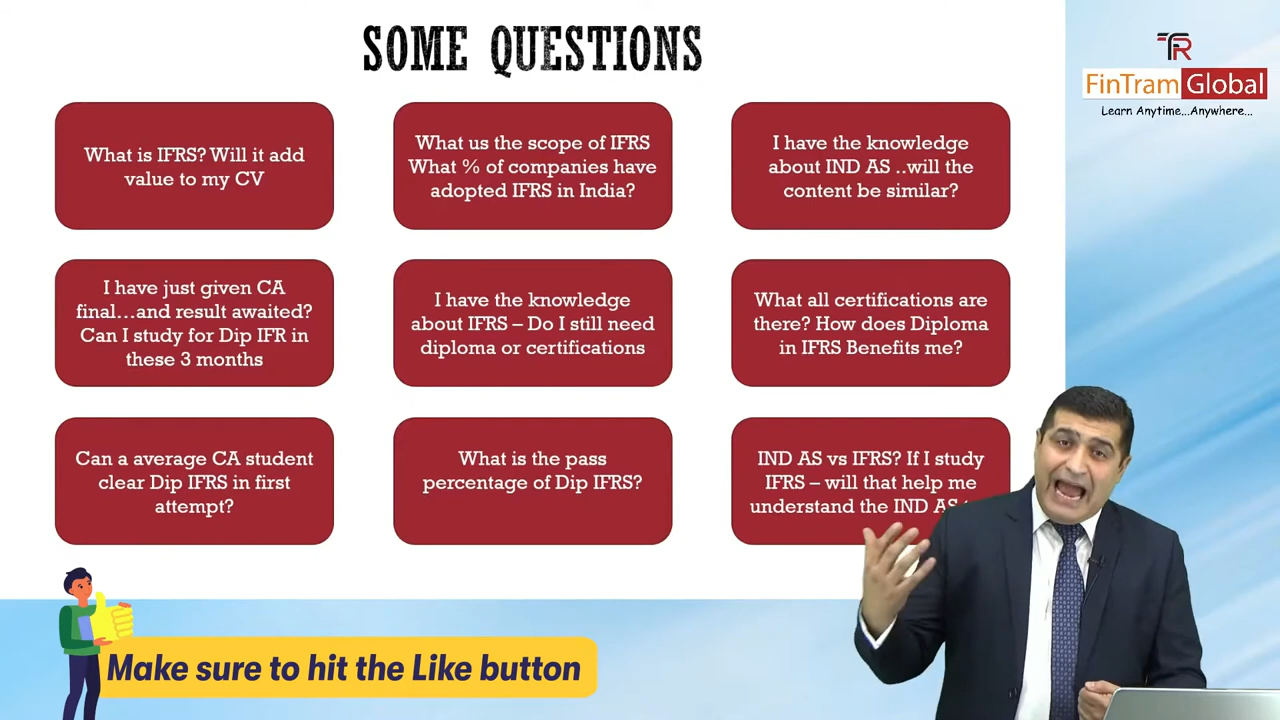 SOME QUESTIONS
TR
FinTram Global
Learn Anytime...Anywhere...
What is IFRS? Will it add
value to my CV
What us the scope of IFRS
What % of companies have
adopted IFRS in India?
I have the knowledge
about IND AS ..will the
content be similar?
I have just given CA
final...and result awaited?
Can I study for Dip IFR in
these 3 months
I have the knowledge
about IFRS – Do I still need
diploma or certifications
What all certifications are
there? How does Diploma
in IFRS Benefits me?
Can a average CA student
clear Dip IFRS in first
attempt?
What is the pass
percentage of Dip IFRS?
IND AS vs IFRS? If I study
IFRS – will that help me
understand the IND AS
Make sure to hit the Like button